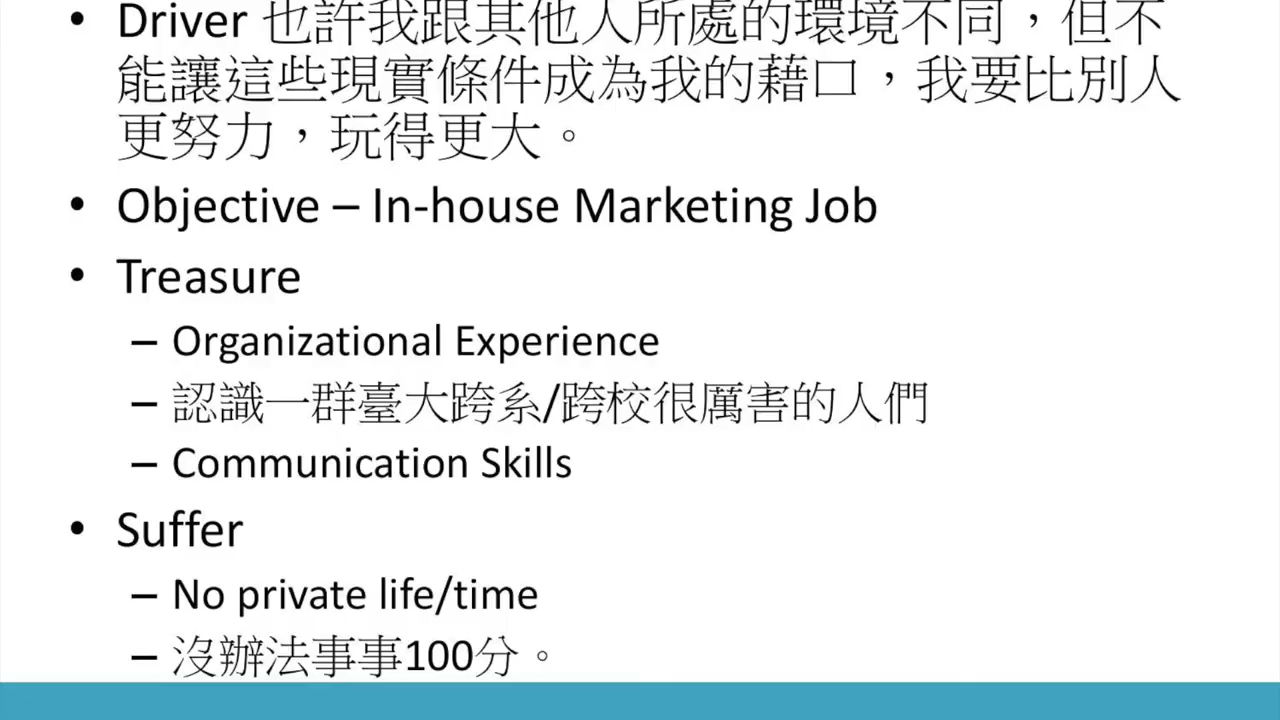 • Driver 也許我跟其他人所處的環境不同，但不
能讓這些現實條件成為我的藉口，我要比別人
更努力，玩得更大。
• Objective – In-house Marketing Job
• Treasure
– Organizational Experience
– 認識一群臺大跨系/跨校很厲害的人們
– Communication Skills
• Suffer
– No private life/time
– 沒辦法事事100分。